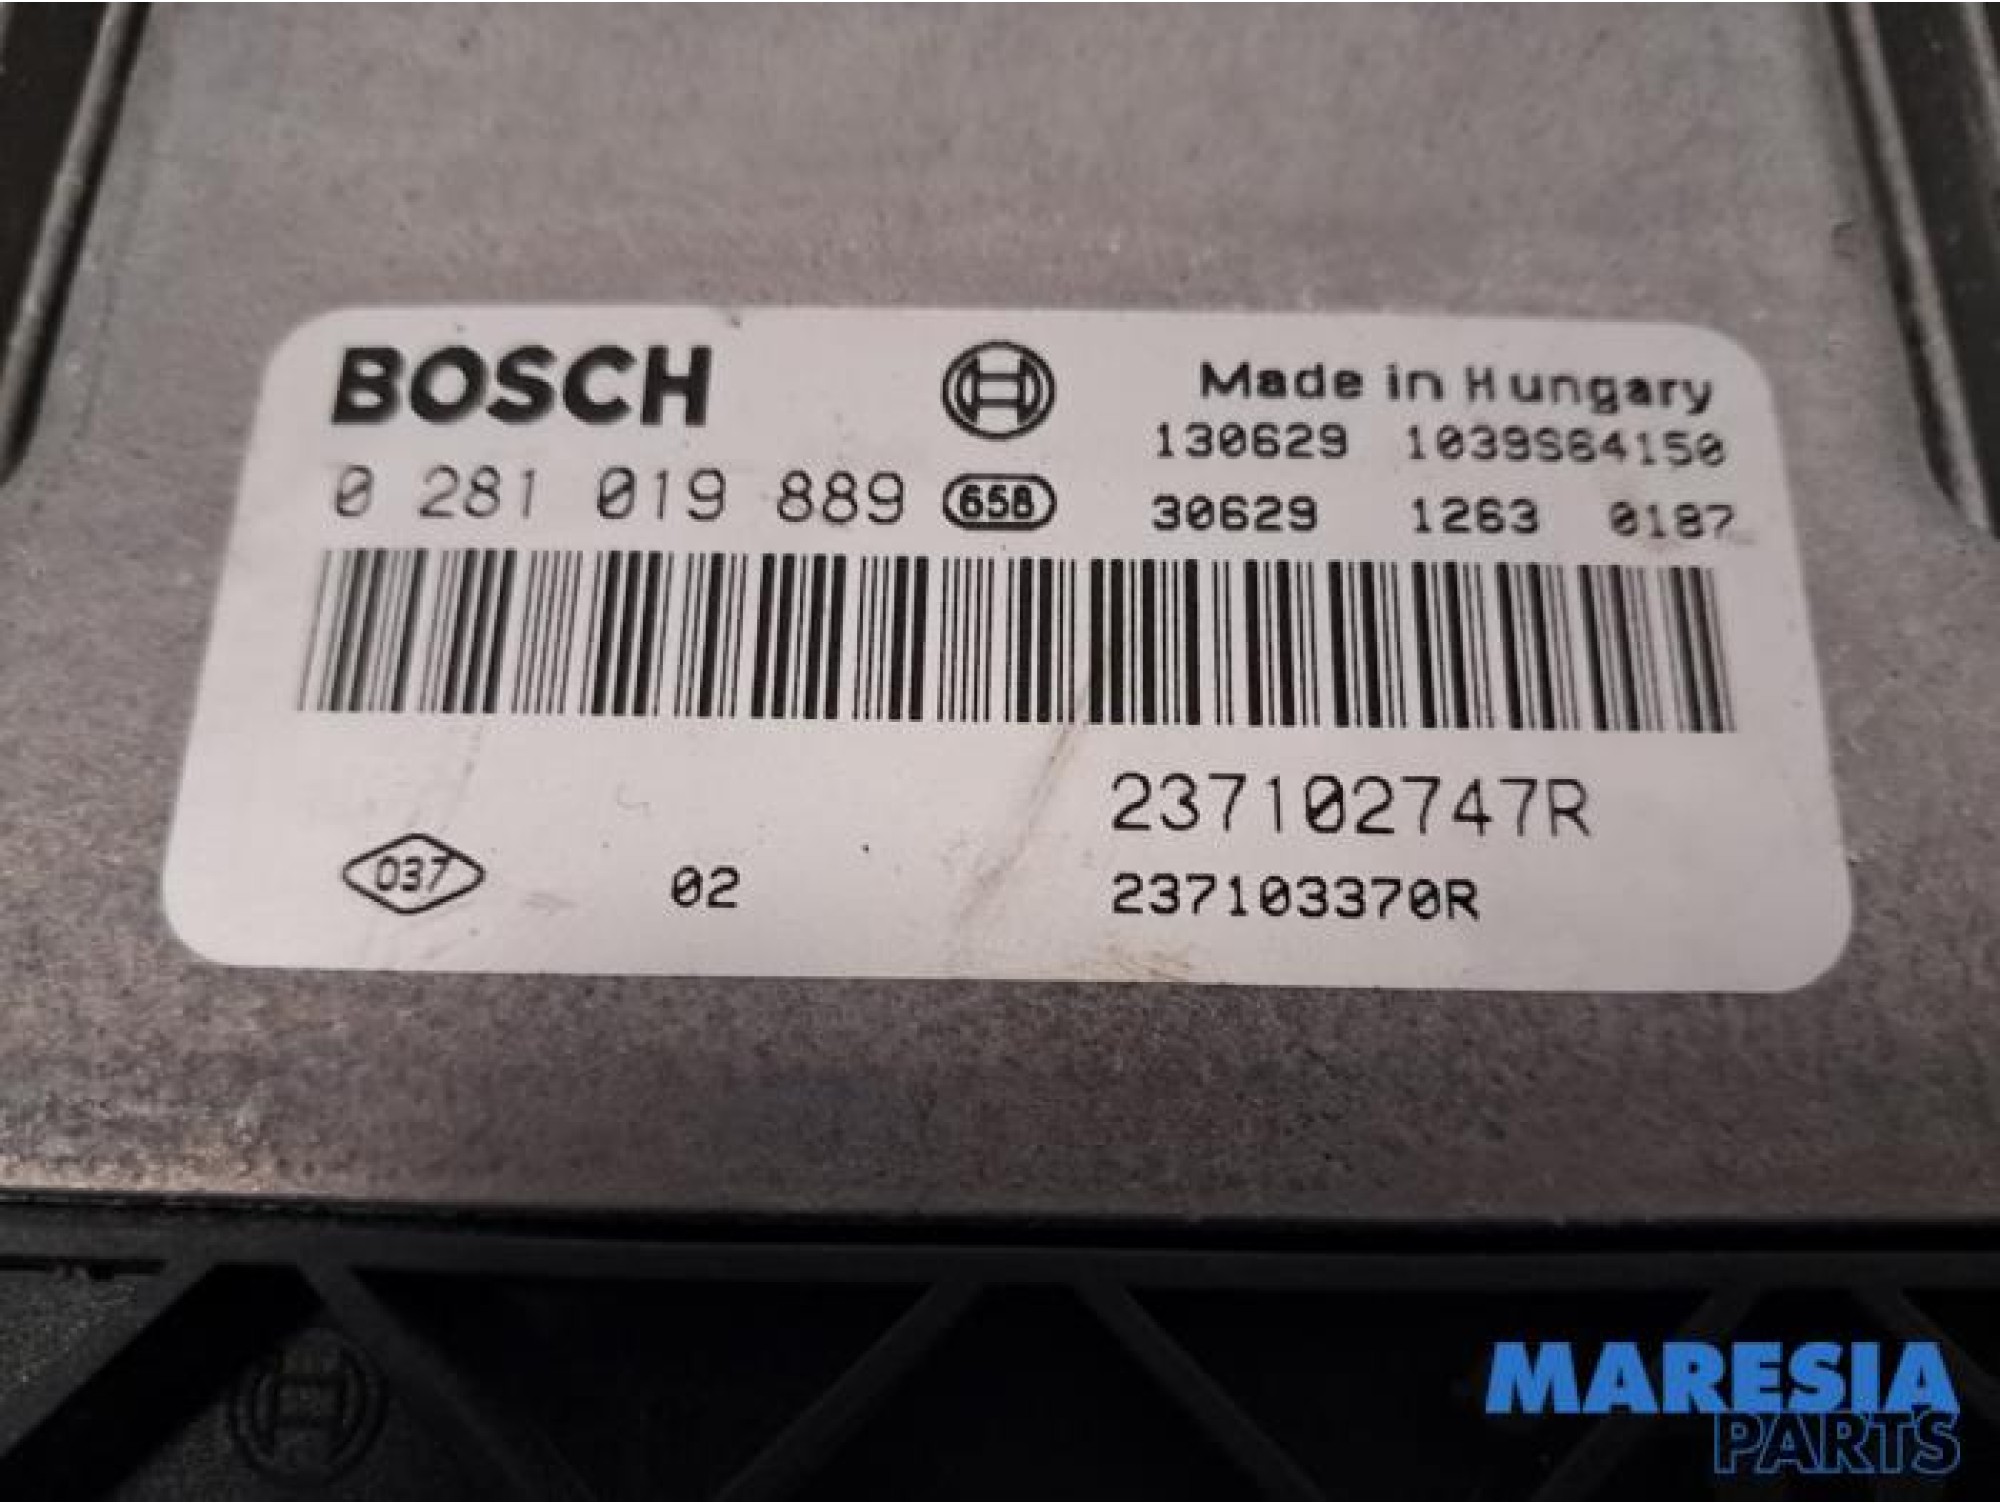 BOSCH
Made in Hungary
130629 1039S64150
0 281 019 889 658
30629 1263 0187
237102747R
037 02 237103370R
MARESIA
PARTS